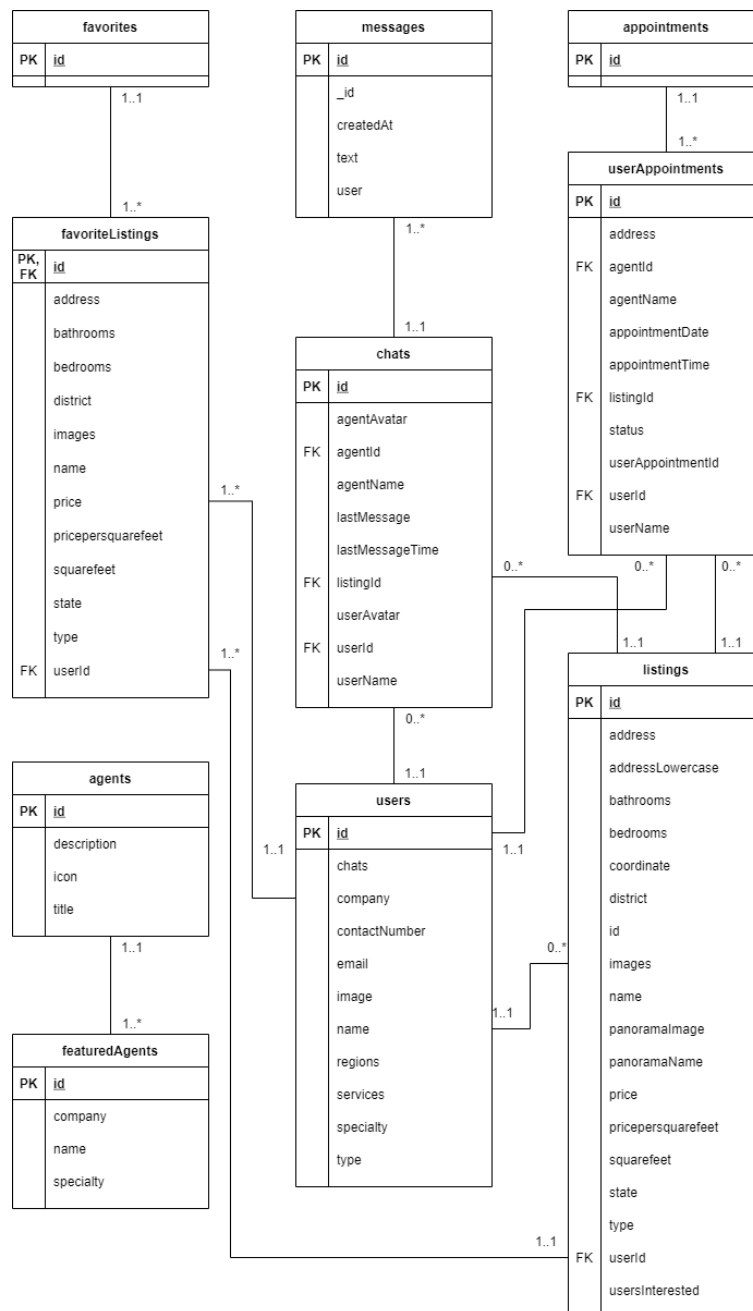 favorites
PK id
1..1
1..*
favoriteListings
PK, FK id
address
bathrooms
bedrooms
district
images
name
price
pricepersquarefeet
squarefeet
state
type
FK userId
1..*
1..*
agents
PK id
description
icon
title
1..1
1..*
featuredAgents
PK id
company
name
specialty
messages
PK id
_id
createdAt
text
user
1..*
1..1
chats
PK id
agentAvatar
FK agentId
agentName
lastMessage
lastMessageTime
FK listingId
userAvatar
FK userId
userName
0..*
0..*
1..1
1..1
users
PK id
chats
company
contactNumber
email
image
name
regions
services
specialty
type
1..1
1..1
appointments
PK id
1..1
1..*
userAppointments
PK id
address
FK agentId
agentName
appointmentDate
appointmentTime
FK listingId
status
userAppointmentId
FK userId
userName
0..*
0..*
1..1
1..1
listings
PK id
address
addressLowercase
bathrooms
bedrooms
coordinate
district
id
images
name
panoramaImage
panoramaName
price
pricepersquarefeet
squarefeet
state
type
FK userId
usersInterested
0..*
1..1